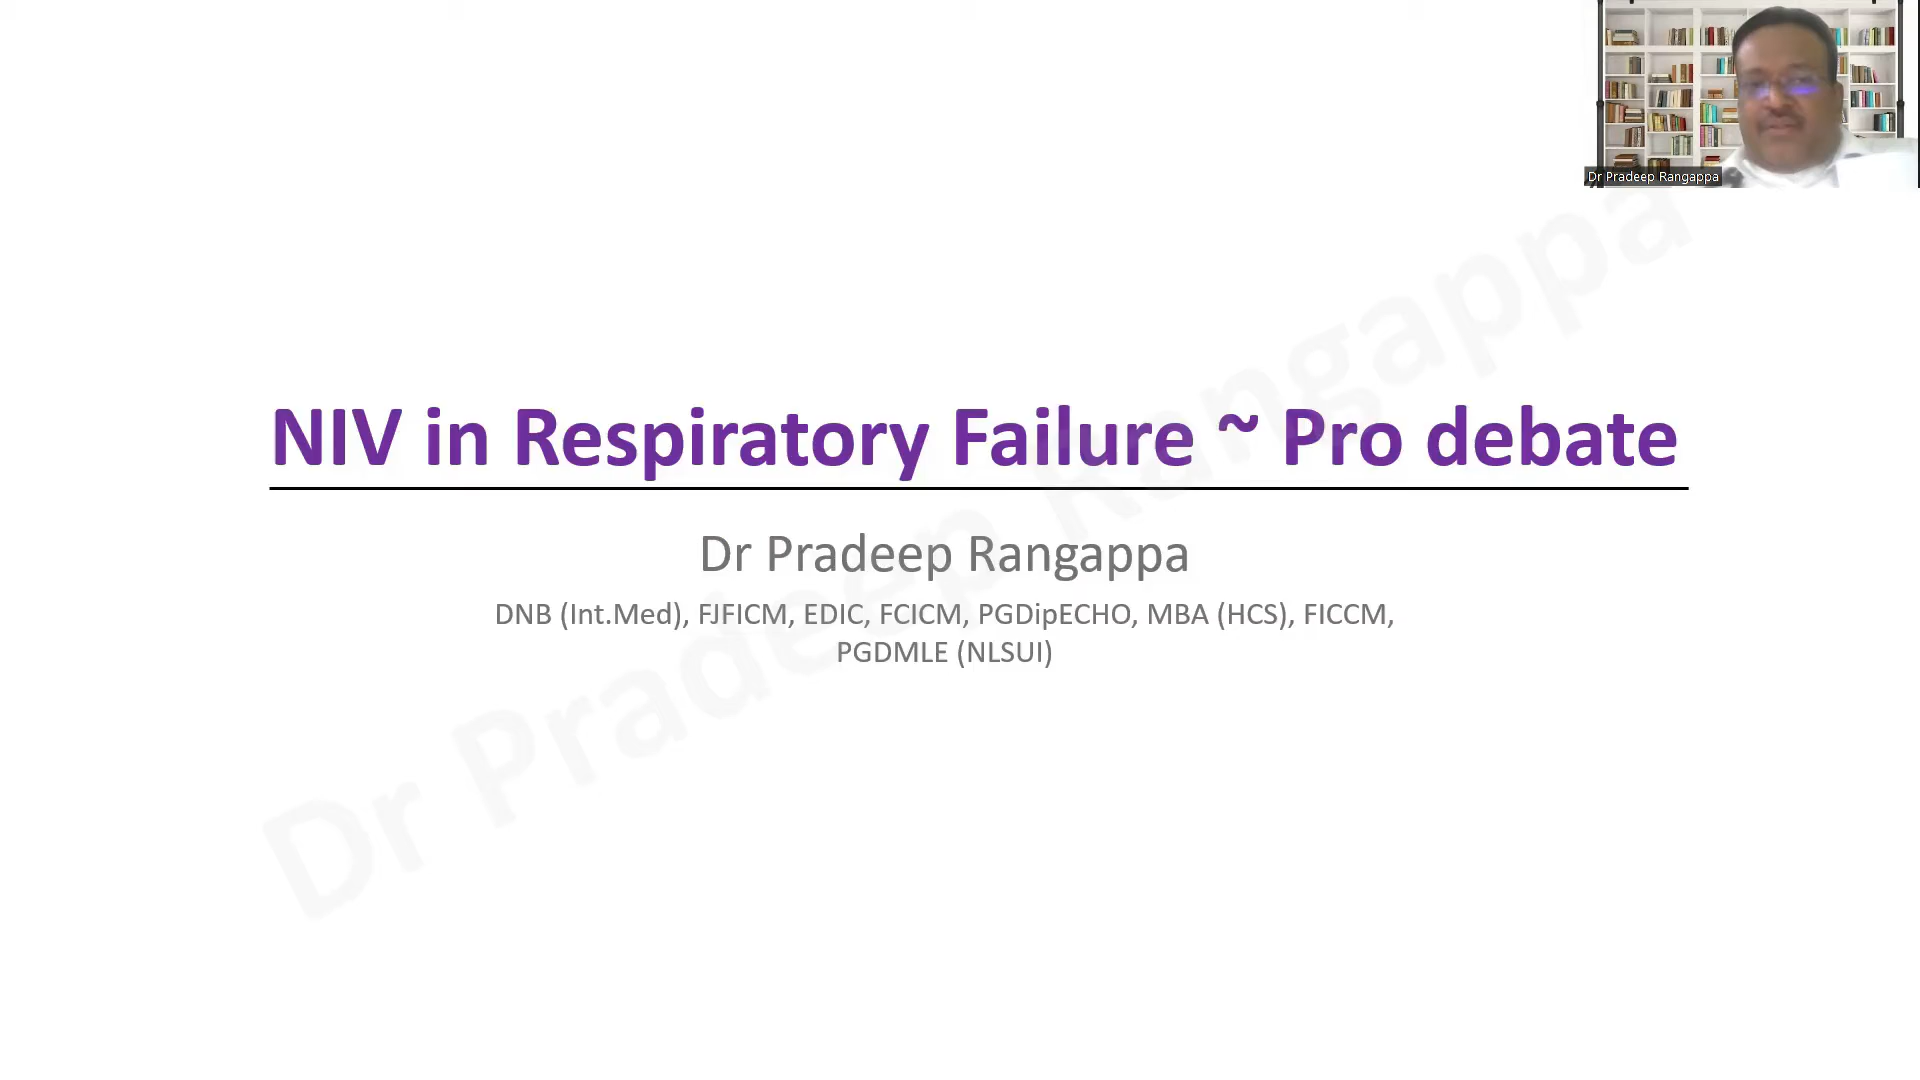 Dr Pradeep Rangappa
NIV in Respiratory Failure ~ Pro debate
Dr Pradeep Rangappa
DNB (Int.Med), FJFICM, EDIC, FCICM, PGDipECHO, MBA (HCS), FICCM,
PGDMLE (NLSUI)
Dr Pradeep Rangappa